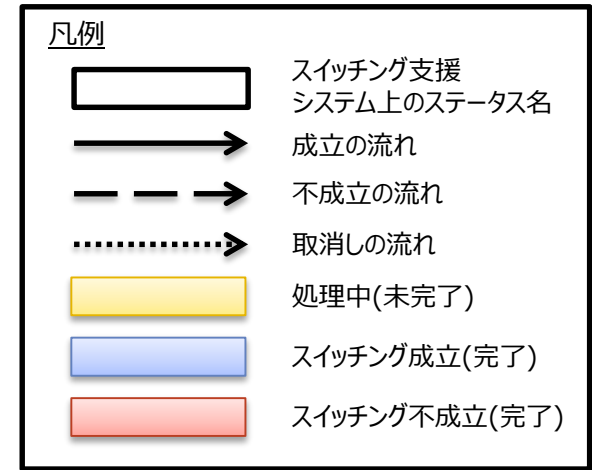 凡例
スイッチング支援
システム上のステータス名
成立の流れ
不成立の流れ
取消しの流れ
処理中(未完了)
スイッチング成立(完了)
スイッチング不成立(完了)